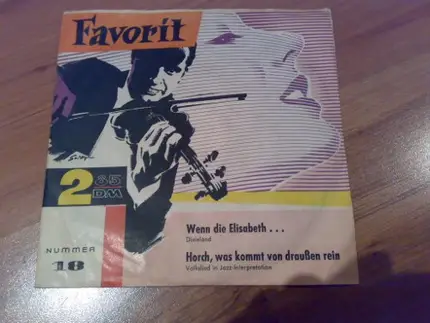 Favorit
2 85
DM
NUMMER
18
Wenn die Elisabeth . . .
Dixieland
Horch, was kommt von draußen rein
Volkslied in Jazz-Interpretation